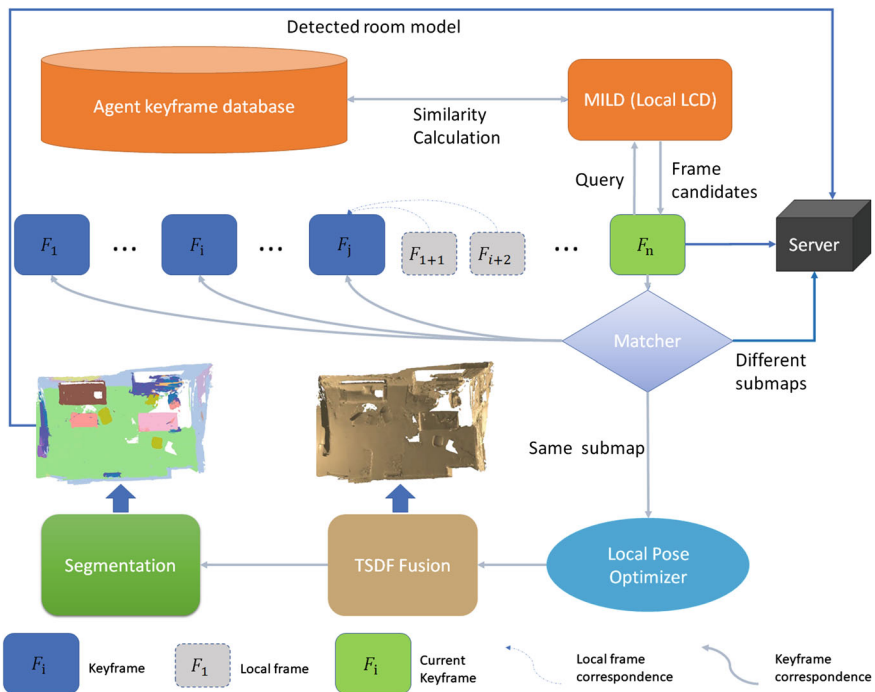 Detected room model
Agent keyframe database
MILD (Local LCD)
Similarity
Calculation
Query
Frame
candidates
F₁
...
Fᵢ
...
Fⱼ
F₁₊₁
Fᵢ₊₂
...
Fₙ
Server
Matcher
Different
submaps
Same submap
Segmentation
TSDF Fusion
Local Pose
Optimizer
Fᵢ
Keyframe
F₁
Local frame
Fᵢ
Current
Keyframe
Local frame
correspondence
Keyframe
correspondence